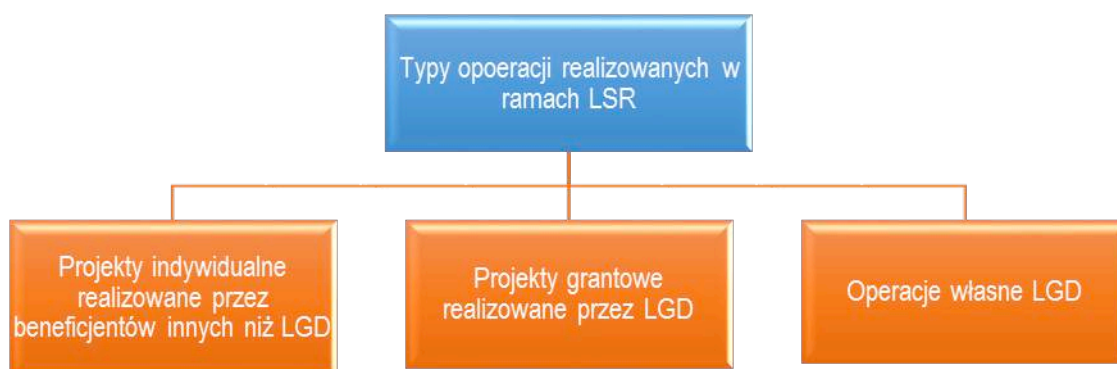 Typy opoeracji realizowanych w
ramach LSR
Projekty indywidualne
realizowane przez
beneficjentów innych niż LGD
Projekty grantowe
realizowane przez LGD
Operacje własne LGD